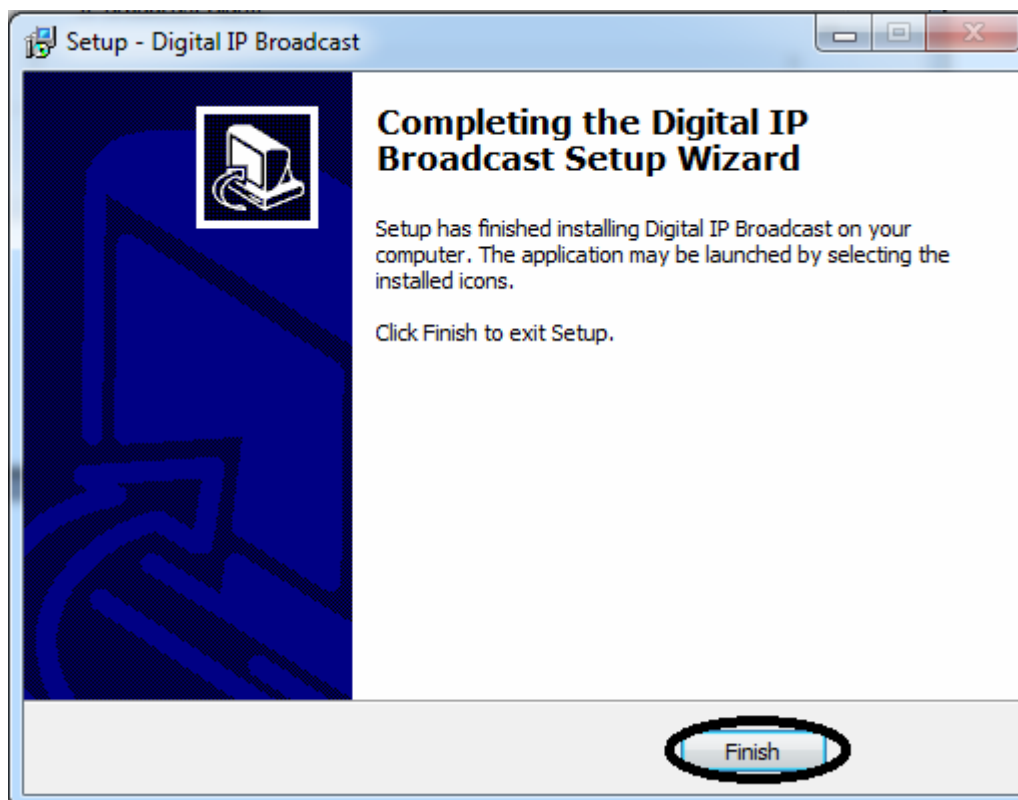 Setup - Digital IP Broadcast
Completing the Digital IP
Broadcast Setup Wizard
Setup has finished installing Digital IP Broadcast on your
computer. The application may be launched by selecting the
installed icons.
Click Finish to exit Setup.
Finish